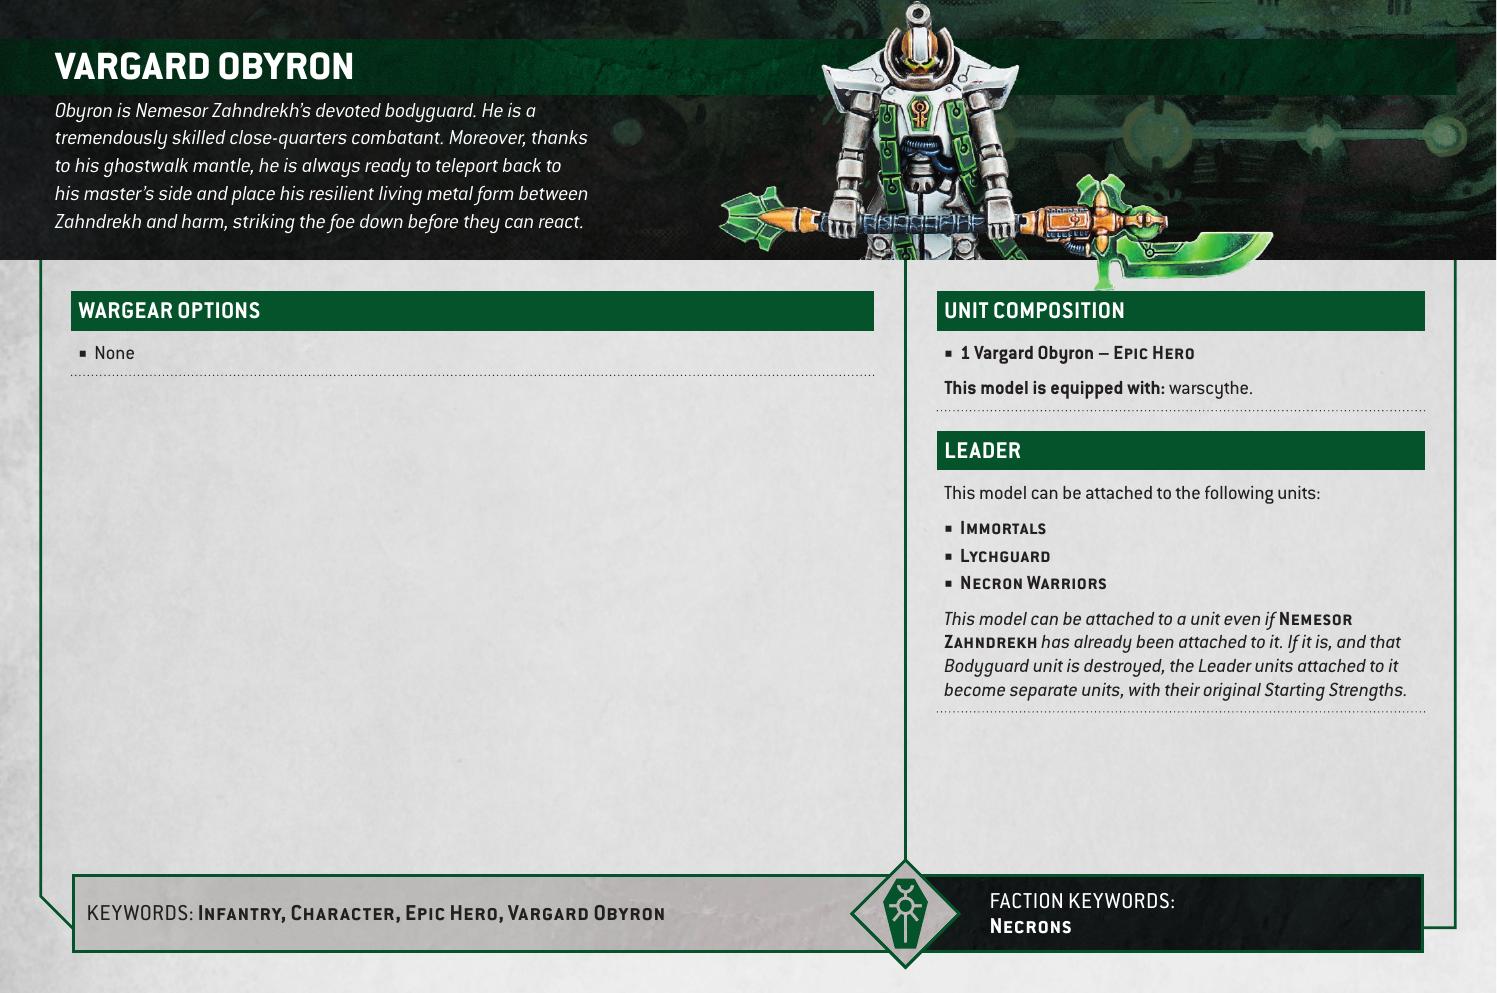 VARGARD OBYRON
Obyron is Nemesor Zahndrekh’s devoted bodyguard. He is a
tremendously skilled close-quarters combatant. Moreover, thanks
to his ghostwalk mantle, he is always ready to teleport back to
his master’s side and place his resilient living metal form between
Zahndrekh and harm, striking the foe down before they can react.
WARGEAR OPTIONS
▪ None
UNIT COMPOSITION
▪ 1 Vargard Obyron – Epic Hero
This model is equipped with: warscythe.
LEADER
This model can be attached to the following units:
▪ Immortals
▪ Lychguard
▪ Necron Warriors
This model can be attached to a unit even if Nemesor
Zahndrekh has already been attached to it. If it is, and that
Bodyguard unit is destroyed, the Leader units attached to it
become separate units, with their original Starting Strengths.
KEYWORDS: Infantry, Character, Epic Hero, Vargard Obyron
FACTION KEYWORDS:
Necrons